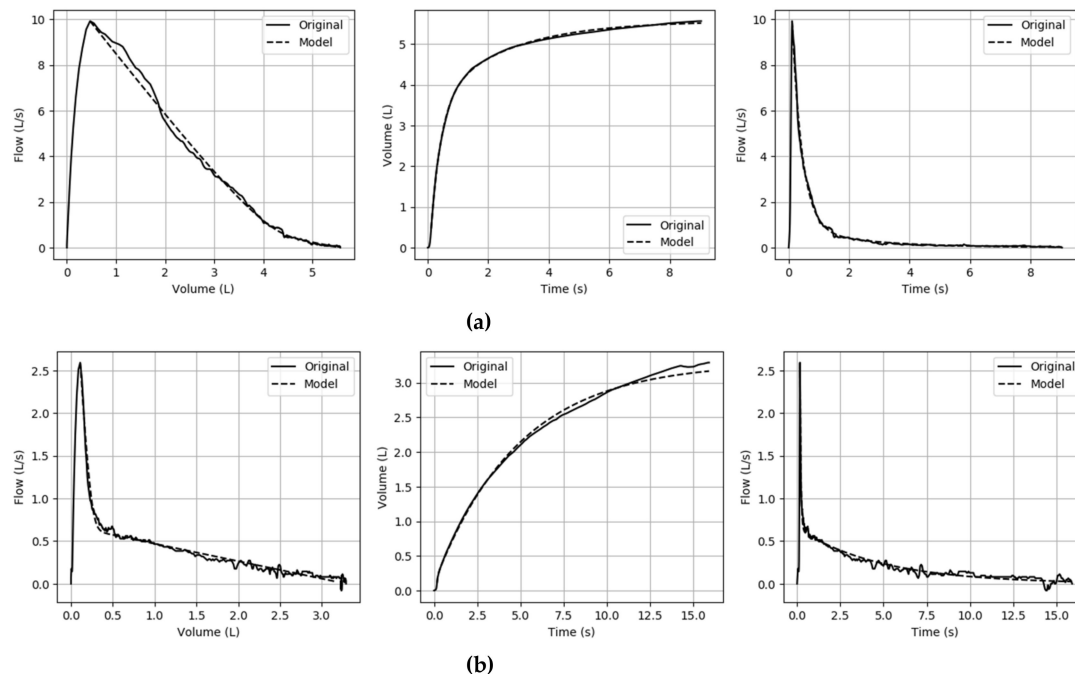 10
8
6
4
2
0
Flow (L/s)
Original
Model
0 1 2 3 4 5
Volume (L)
5
4
3
2
1
0
Volume (L)
Original
Model
0 2 4 6 8
Time (s)
10
8
6
4
2
0
Flow (L/s)
Original
Model
0 2 4 6 8
Time (s)
(a)
2.5
2.0
1.5
1.0
0.5
0.0
Flow (L/s)
Original
Model
0.0 0.5 1.0 1.5 2.0 2.5 3.0
Volume (L)
3.0
2.5
2.0
1.5
1.0
0.5
0.0
Volume (L)
Original
Model
0.0 2.5 5.0 7.5 10.0 12.5 15.0
Time (s)
2.5
2.0
1.5
1.0
0.5
0.0
Flow (L/s)
Original
Model
0.0 2.5 5.0 7.5 10.0 12.5 15.0
Time (s)
(b)